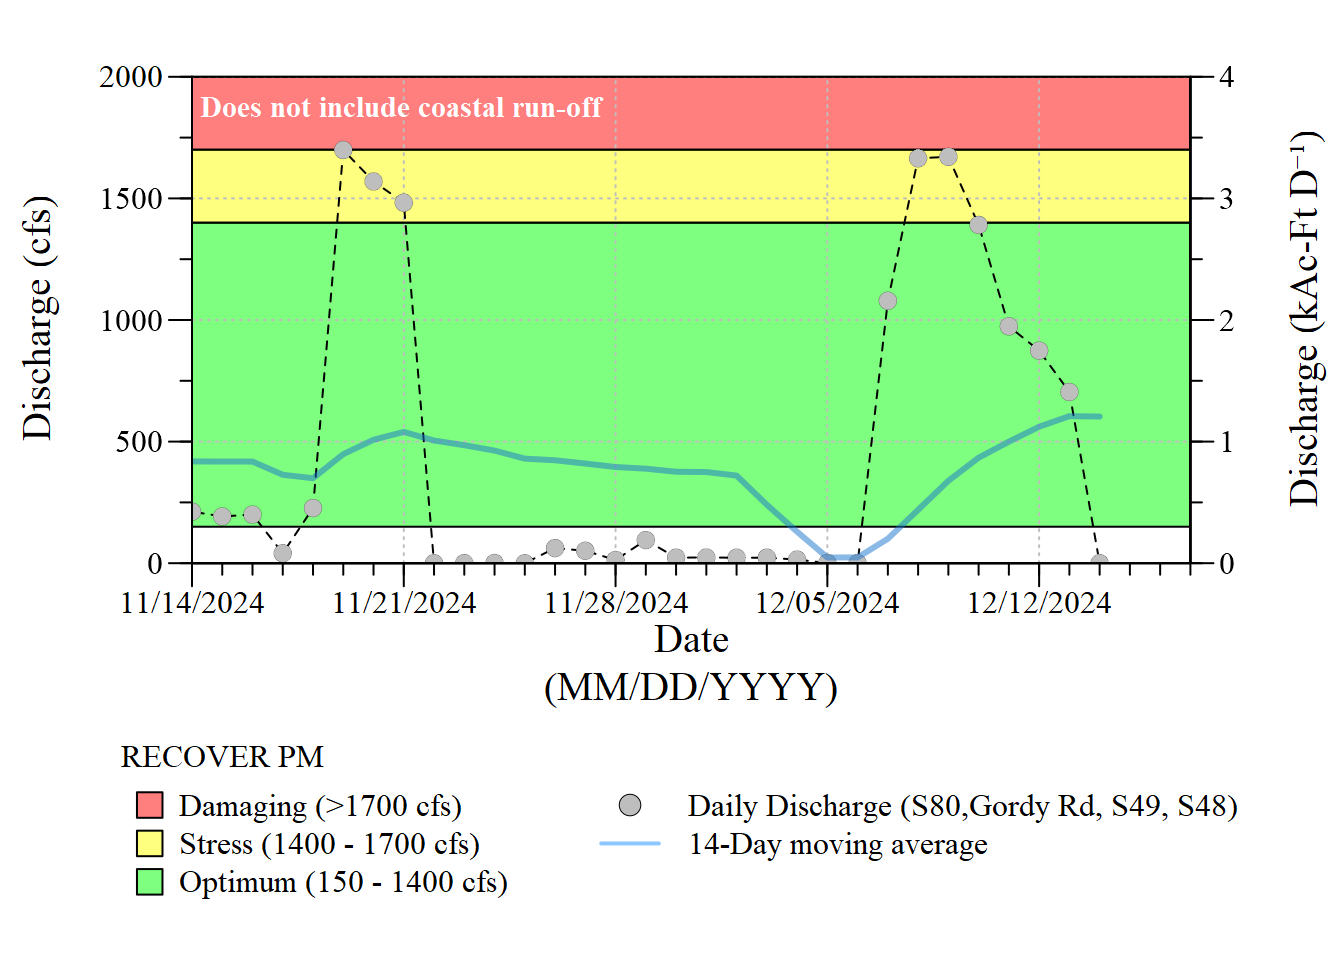 Does not include coastal run-off
2000
1500
1000
500
0
Discharge (cfs)
4
3
2
1
0
Discharge (kAc-Ft D⁻¹)
11/14/2024 11/21/2024 11/28/2024 12/05/2024 12/12/2024
Date
(MM/DD/YYYY)
RECOVER PM
Damaging (>1700 cfs)
Stress (1400 - 1700 cfs)
Optimum (150 - 1400 cfs)
Daily Discharge (S80,Gordy Rd, S49, S48)
14-Day moving average